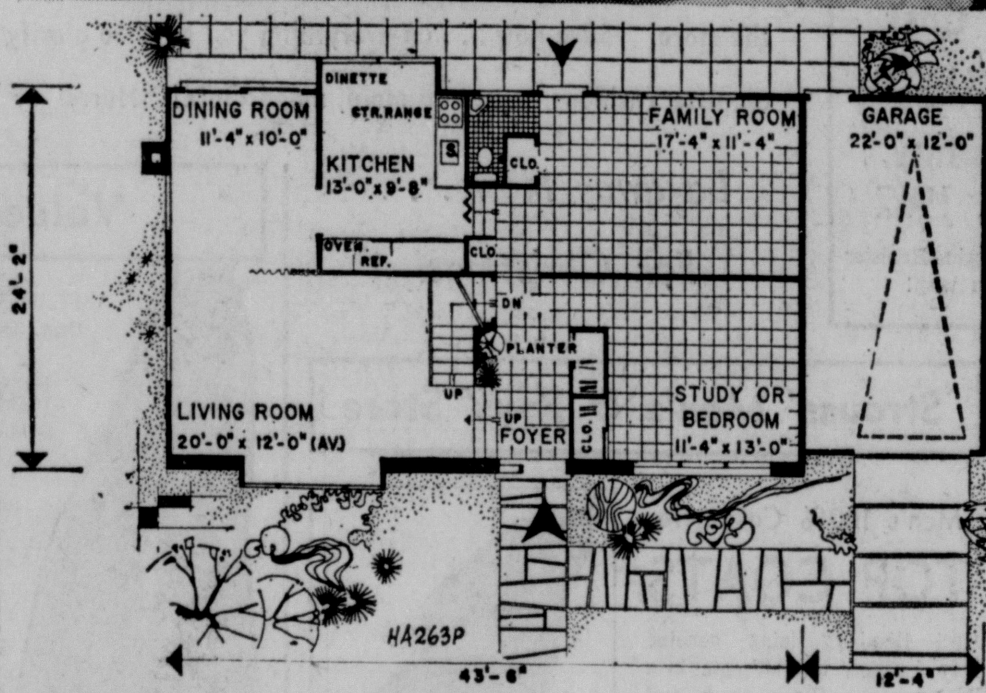 DINETTE
DINING ROOM
11'-4" x 10'-0"
CTR. RANGE
KITCHEN
13'-0" x 9'-8"
CLO.
FAMILY ROOM
17'-4" x 11'-4"
GARAGE
22'-0" x 12'-0"
24'-2"
OVEN
REF.
CLO.
DN
PLANTER
UP
LIVING ROOM
20'-0" x 12'-0" (AV.)
UP
FOYER
CLO.
STUDY OR
BEDROOM
11'-4" x 13'-0"
HA263P
43'-6"
12'-4"